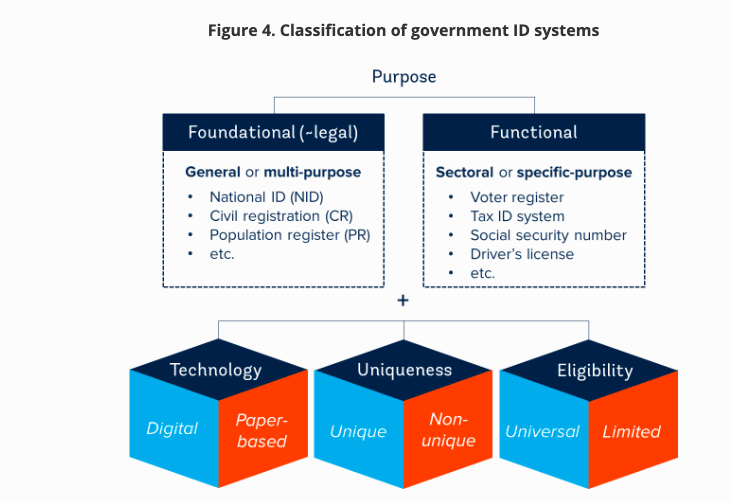 Figure 4. Classification of government ID systems
Purpose
Foundational (~legal)
General or multi-purpose
• National ID (NID)
• Civil registration (CR)
• Population register (PR)
• etc.
Functional
Sectoral or specific-purpose
• Voter register
• Tax ID system
• Social security number
• Driver’s license
• etc.
+
Technology
Digital
Paper-
based
Uniqueness
Unique
Non-
unique
Eligibility
Universal
Limited